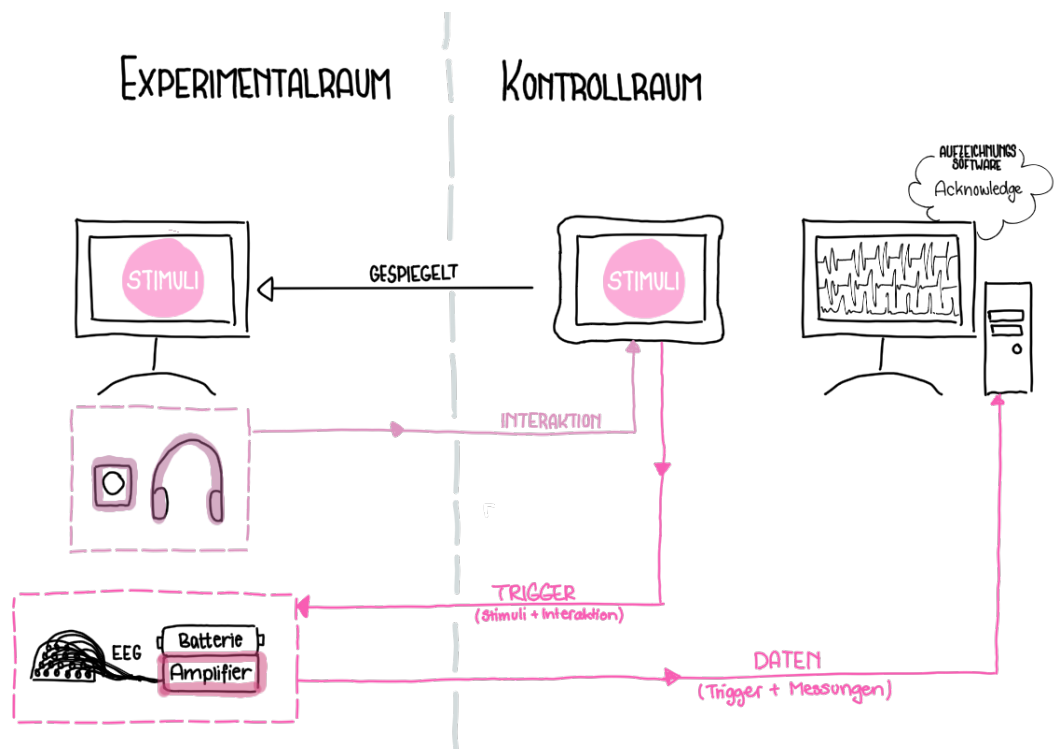 EXPERIMENTALRAUM
KONTROLLRAUM
AUFZEICHNUNGS
SOFTWARE
Acknowledge
STIMULI
GESPIEGELT
STIMULI
INTERAKTION
TRIGGER
(Stimuli + Interaktion)
EEG
Batterie
Amplifier
DATEN
(Trigger + Messungen)